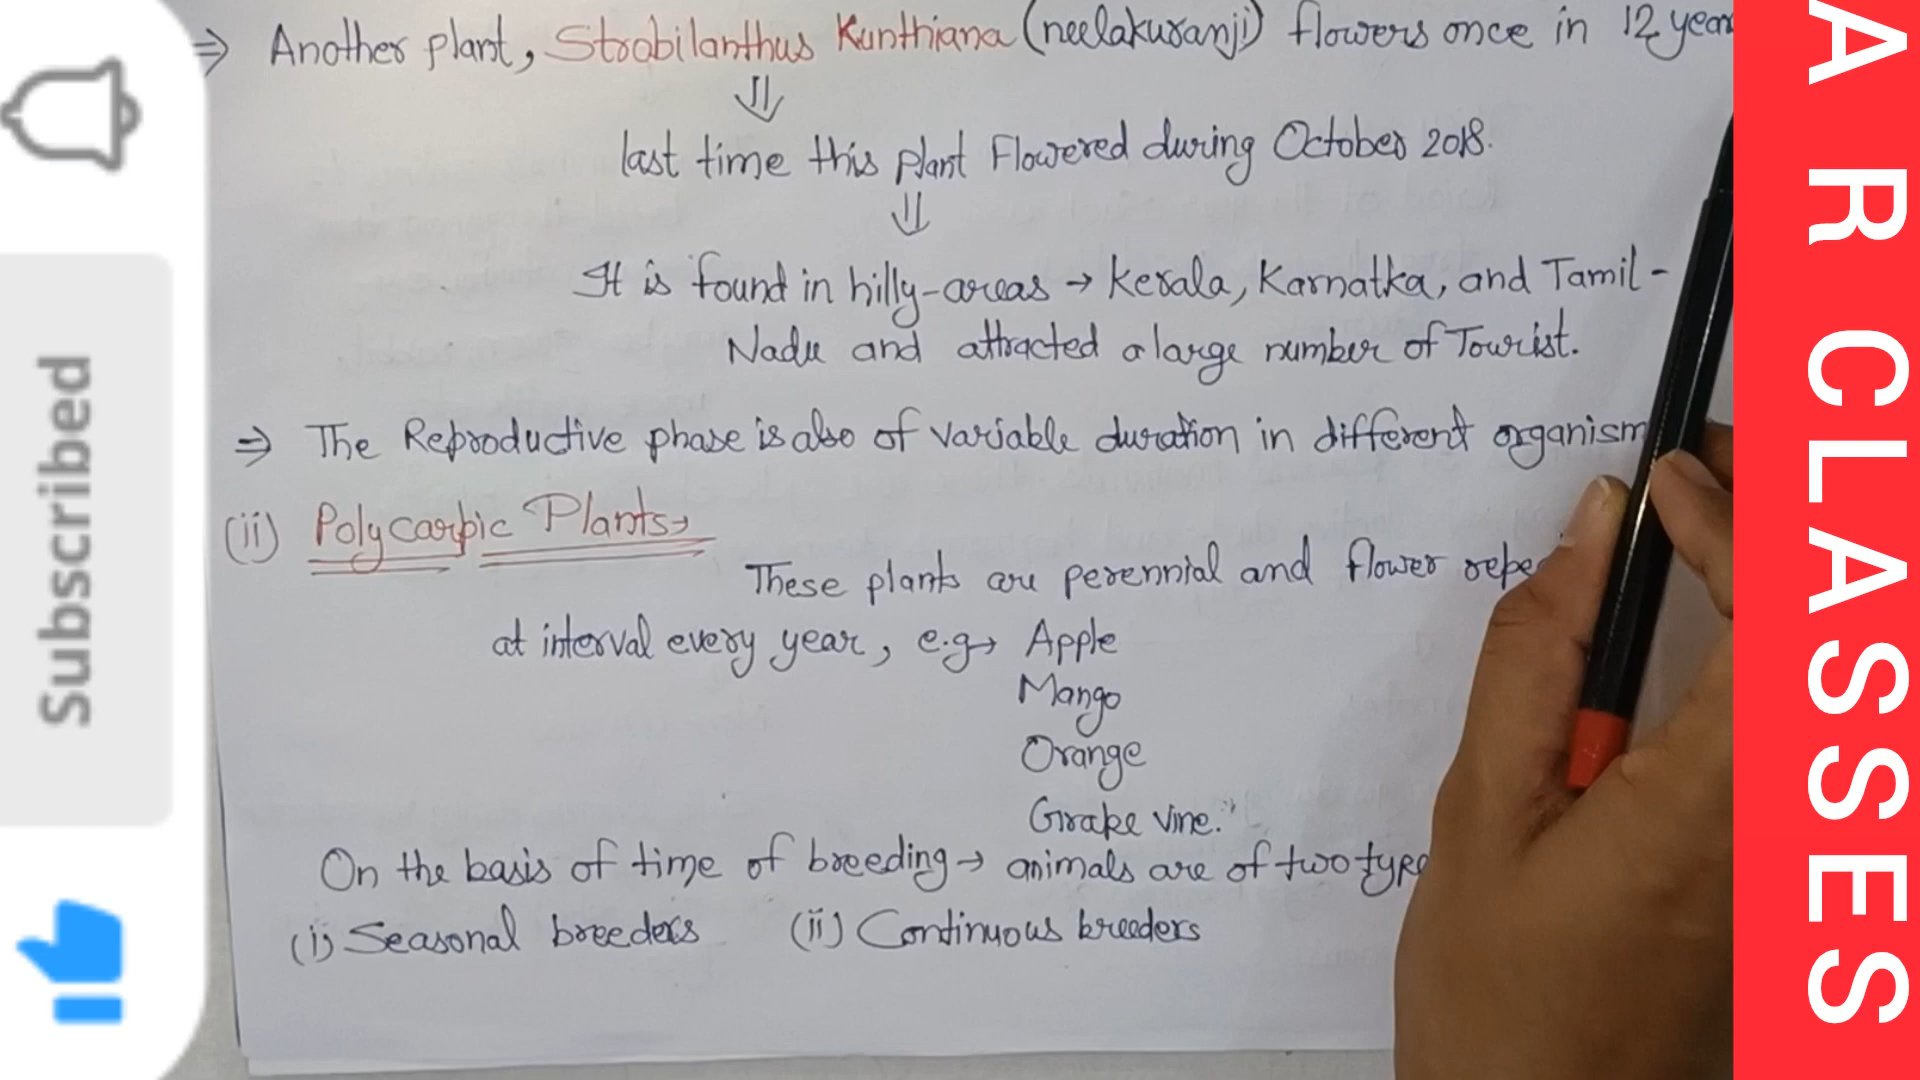 ⇒ Another plant, Strobilanthus Kunthiana (neelakuranji) flowers once in 12 year
⇓
last time this plant Flowered during October 2018.
⇓
It is found in hilly-areas → Kerala, Karnatka, and Tamil-
Nadu and attracted a large number of Tourist.
⇒ The Reproductive phase is also of variable duration in different organism
(ii) Polycarpic Plants→
These plants are perennial and flower repe
at interval every year, e.g→ Apple
Mango
Orange
Grape vine.
On the basis of time of breeding → animals are of two type
(i) Seasonal breeders (ii) Continuous breeders
Subscribed
A R CLASSES